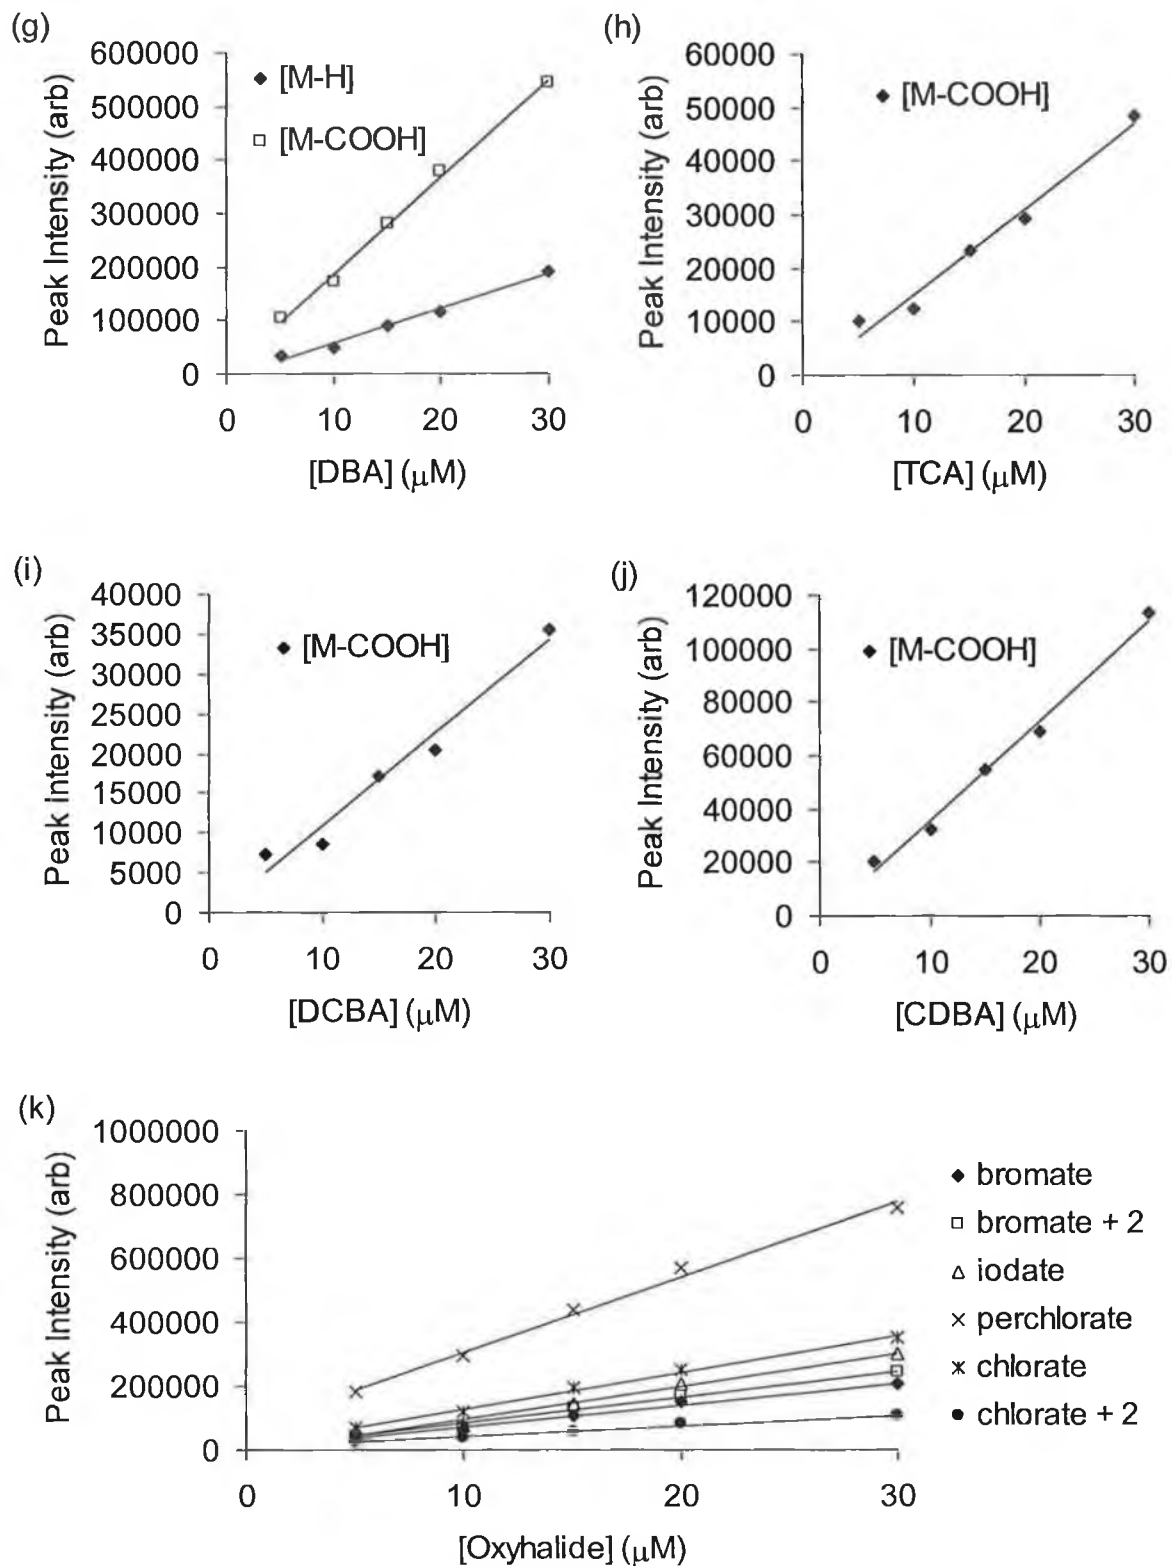 (g)
Peak Intensity (arb)
600000
500000
400000
300000
200000
100000
0
[M-H]
[M-COOH]
0 10 20 30
[DBA] (μM)
(h)
Peak Intensity (arb)
60000
50000
40000
30000
20000
10000
0
[M-COOH]
0 10 20 30
[TCA] (μM)
(i)
Peak Intensity (arb)
40000
35000
30000
25000
20000
15000
10000
5000
0
[M-COOH]
0 10 20 30
[DCBA] (μM)
(j)
Peak Intensity (arb)
120000
100000
80000
60000
40000
20000
0
[M-COOH]
0 10 20 30
[CDBA] (μM)
(k)
Peak Intensity (arb)
1000000
800000
600000
400000
200000
0
bromate
bromate + 2
iodate
perchlorate
chlorate
chlorate + 2
0 10 20 30
[Oxyhalide] (μM)